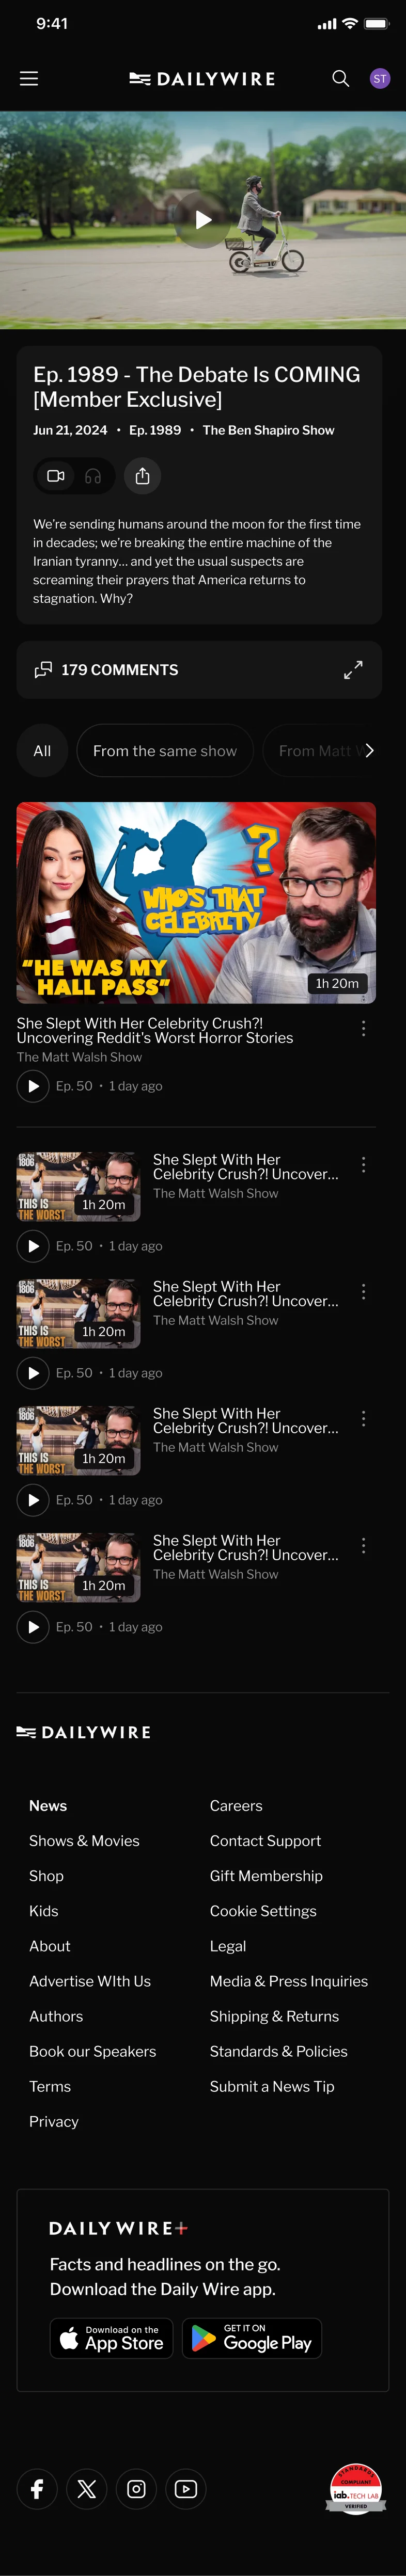 9:41
DAILYWIRE
ST
Ep. 1989 - The Debate Is COMING
[Member Exclusive]
Jun 21, 2024 • Ep. 1989 • The Ben Shapiro Show
We're sending humans around the moon for the first time
in decades; we're breaking the entire machine of the
Iranian tyranny... and yet the usual suspects are
screaming their prayers that America returns to
stagnation. Why?
179 COMMENTS
All
From the same show
From Matt W
?
WHO'S THAT
CELEBRITY
"HE WAS MY
HALL PASS"
1h 20m
She Slept With Her Celebrity Crush?!
Uncovering Reddit's Worst Horror Stories
The Matt Walsh Show
Ep. 50 • 1 day ago
1806
THIS IS
THE WORST
1h 20m
She Slept With Her
Celebrity Crush?! Uncover...
The Matt Walsh Show
Ep. 50 • 1 day ago
1806
THIS IS
THE WORST
1h 20m
She Slept With Her
Celebrity Crush?! Uncover...
The Matt Walsh Show
Ep. 50 • 1 day ago
1806
THIS IS
THE WORST
1h 20m
She Slept With Her
Celebrity Crush?! Uncover...
The Matt Walsh Show
Ep. 50 • 1 day ago
1806
THIS IS
THE WORST
1h 20m
She Slept With Her
Celebrity Crush?! Uncover...
The Matt Walsh Show
Ep. 50 • 1 day ago
DAILYWIRE
News
Shows & Movies
Shop
Kids
About
Advertise WIth Us
Authors
Book our Speakers
Terms
Privacy
Careers
Contact Support
Gift Membership
Cookie Settings
Legal
Media & Press Inquiries
Shipping & Returns
Standards & Policies
Submit a News Tip
DAILY WIRE+
Facts and headlines on the go.
Download the Daily Wire app.
Download on the
App Store
GET IT ON
Google Play
STANDARDS
COMPLIANT
iab.TECH LAB
VERIFIED